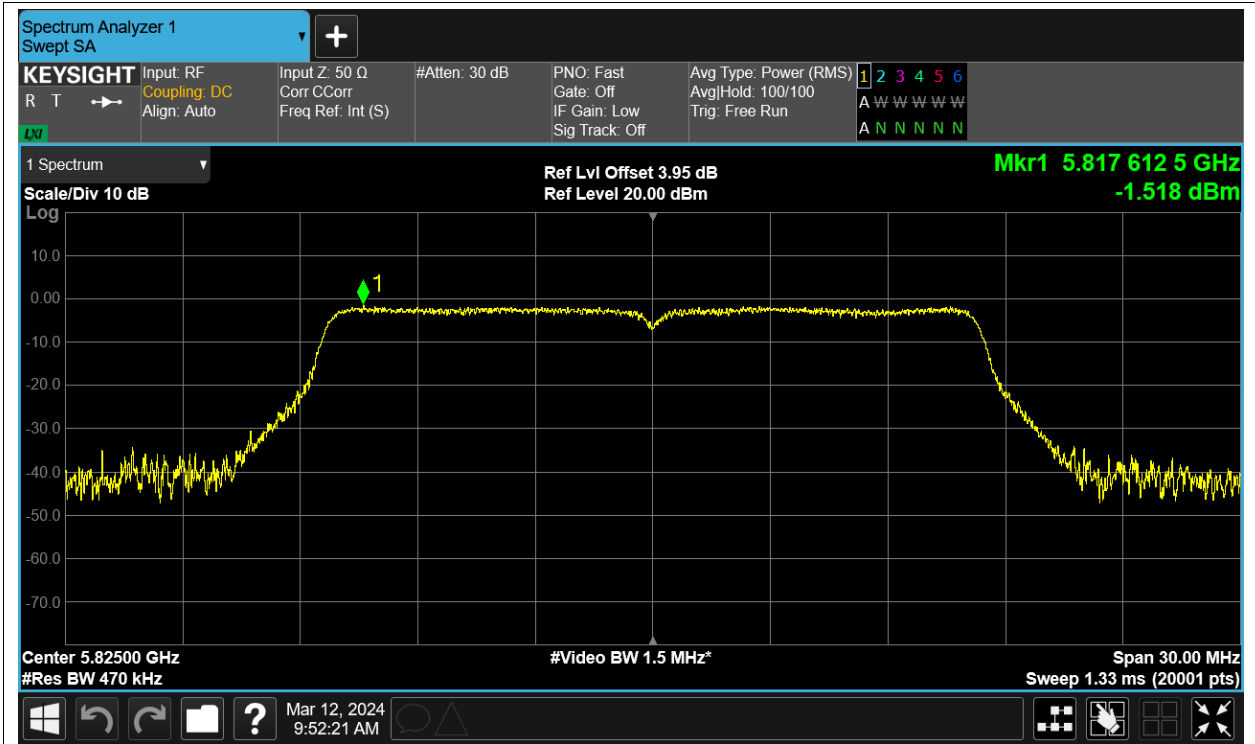 Spectrum Analyzer 1
Swept SA
KEYSIGHT
R T
LXI
Input: RF
Coupling: DC
Align: Auto
Input Z: 50 Ω
Corr CCorr
Freq Ref: Int (S)
#Atten: 30 dB
PNO: Fast
Gate: Off
IF Gain: Low
Sig Track: Off
Avg Type: Power (RMS)
Avg|Hold: 100/100
Trig: Free Run
1 2 3 4 5 6
A W W W W W
A N N N N N
1 Spectrum
Scale/Div 10 dB
Log
Ref Lvl Offset 3.95 dB
Ref Level 20.00 dBm
Mkr1 5.817 612 5 GHz
-1.518 dBm
10.0
0.00
-10.0
-20.0
-30.0
-40.0
-50.0
-60.0
-70.0
1
Center 5.82500 GHz
#Res BW 470 kHz
#Video BW 1.5 MHz*
Span 30.00 MHz
Sweep 1.33 ms (20001 pts)
?
Mar 12, 2024
9:52:21 AM